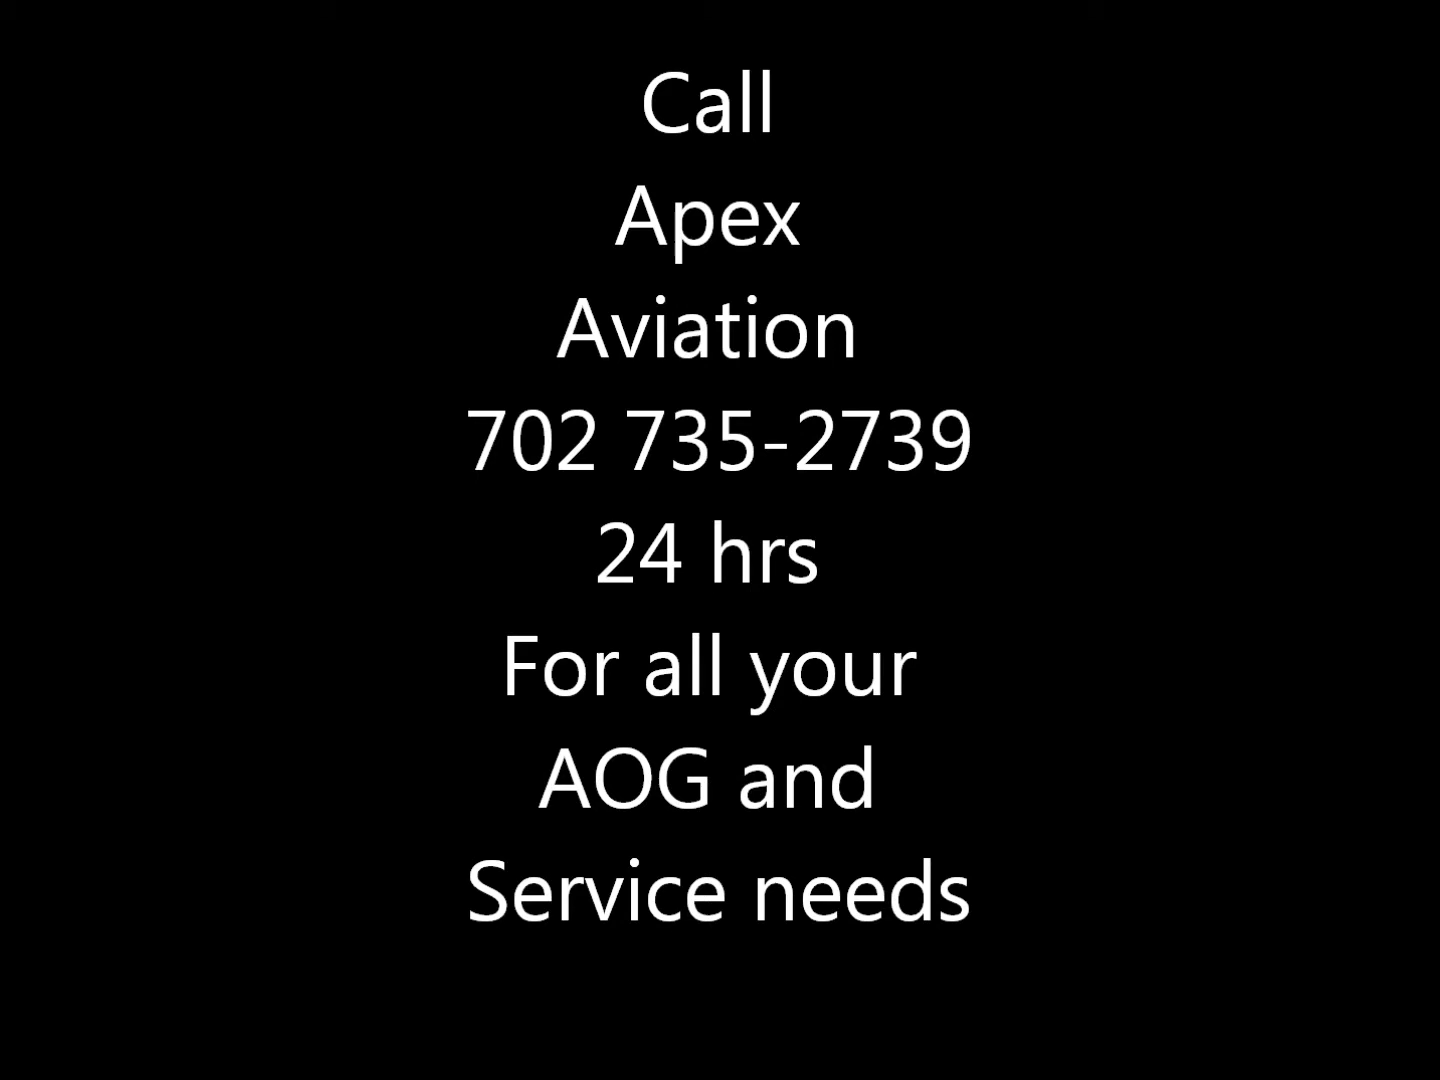 Call
Apex
Aviation
702 735-2739
24 hrs
For all your
AOG and
Service needs